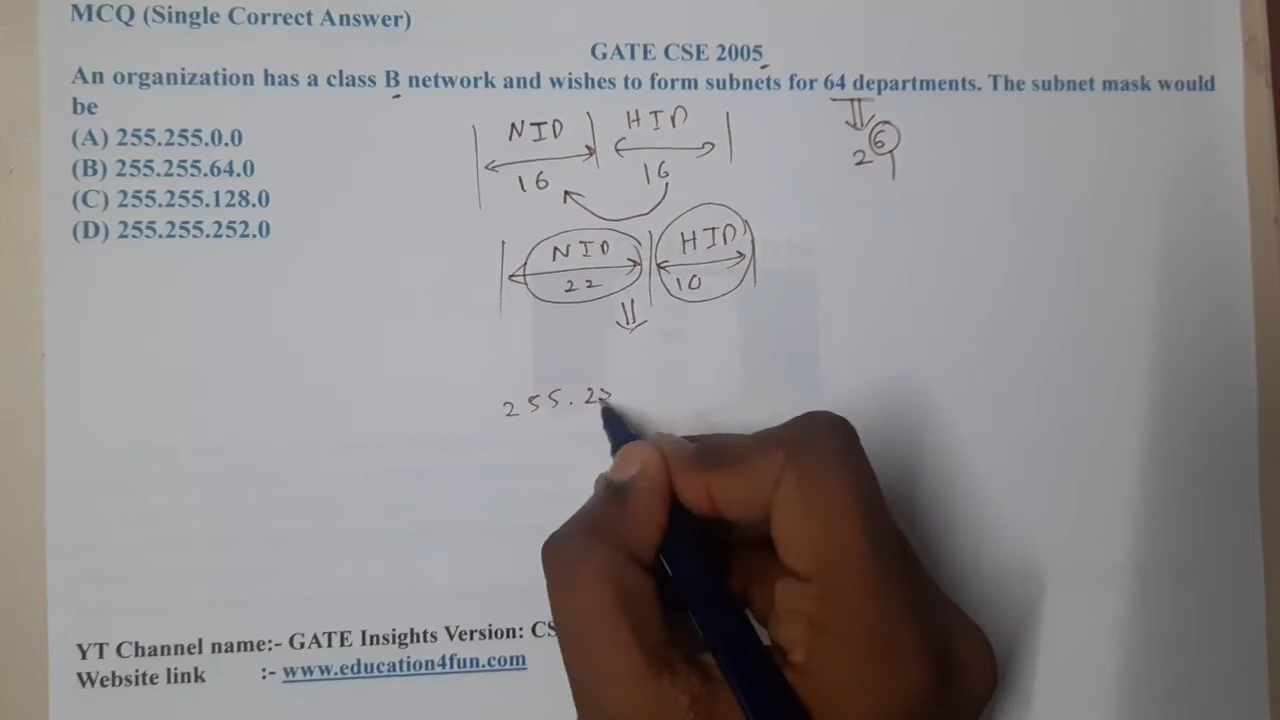 MCQ (Single Correct Answer)
GATE CSE 2005
An organization has a class B network and wishes to form subnets for 64 departments. The subnet mask would
be
(A) 255.255.0.0
(B) 255.255.64.0
(C) 255.255.128.0
(D) 255.255.252.0
NID HID
16 16
2 6
NID HID
22 10
255.25
YT Channel name:- GATE Insights Version: CS
Website link :- www.education4fun.com